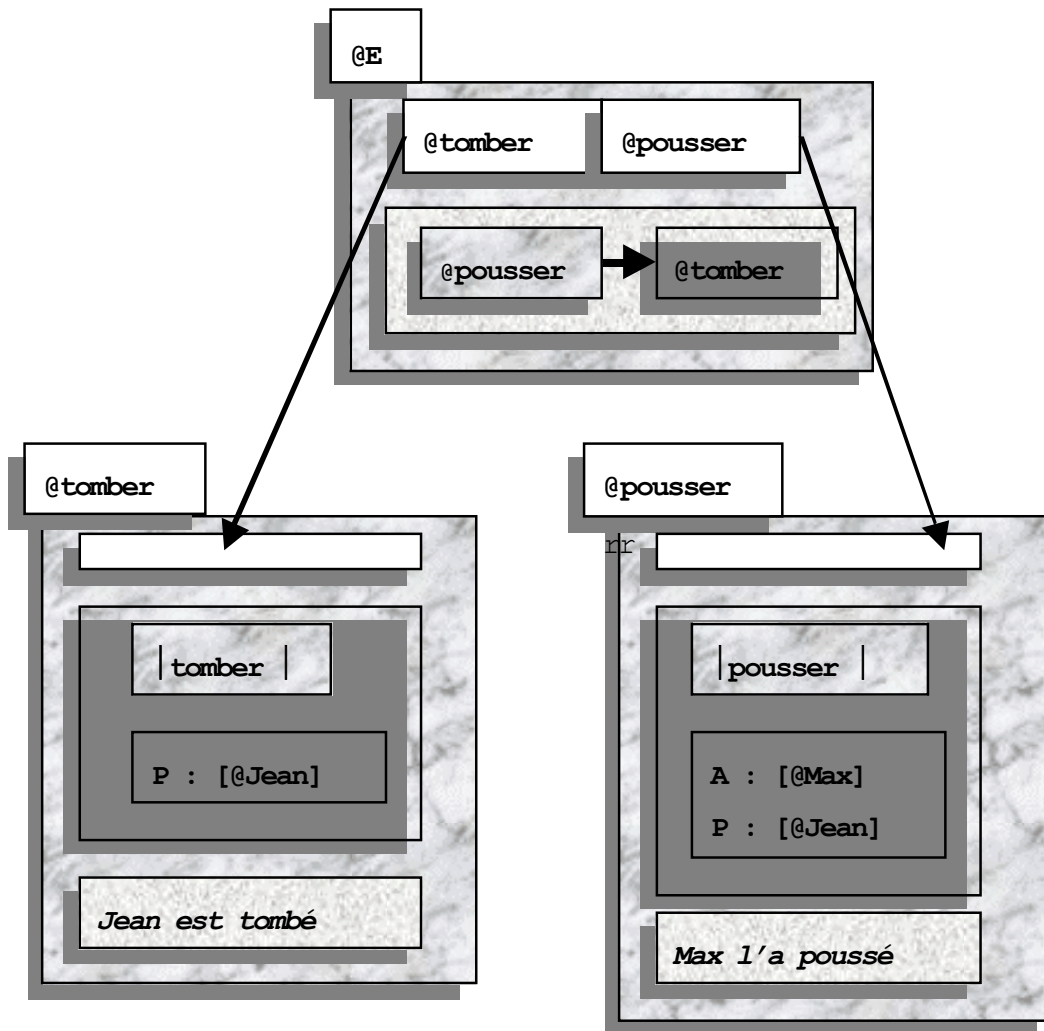 @E
@tomber @pousser
@pousser @tomber
@tomber
|tomber |
P : [@Jean]
Jean est tombé
@pousser
rr
|pousser |
A : [@Max]
P : [@Jean]
Max l'a poussé